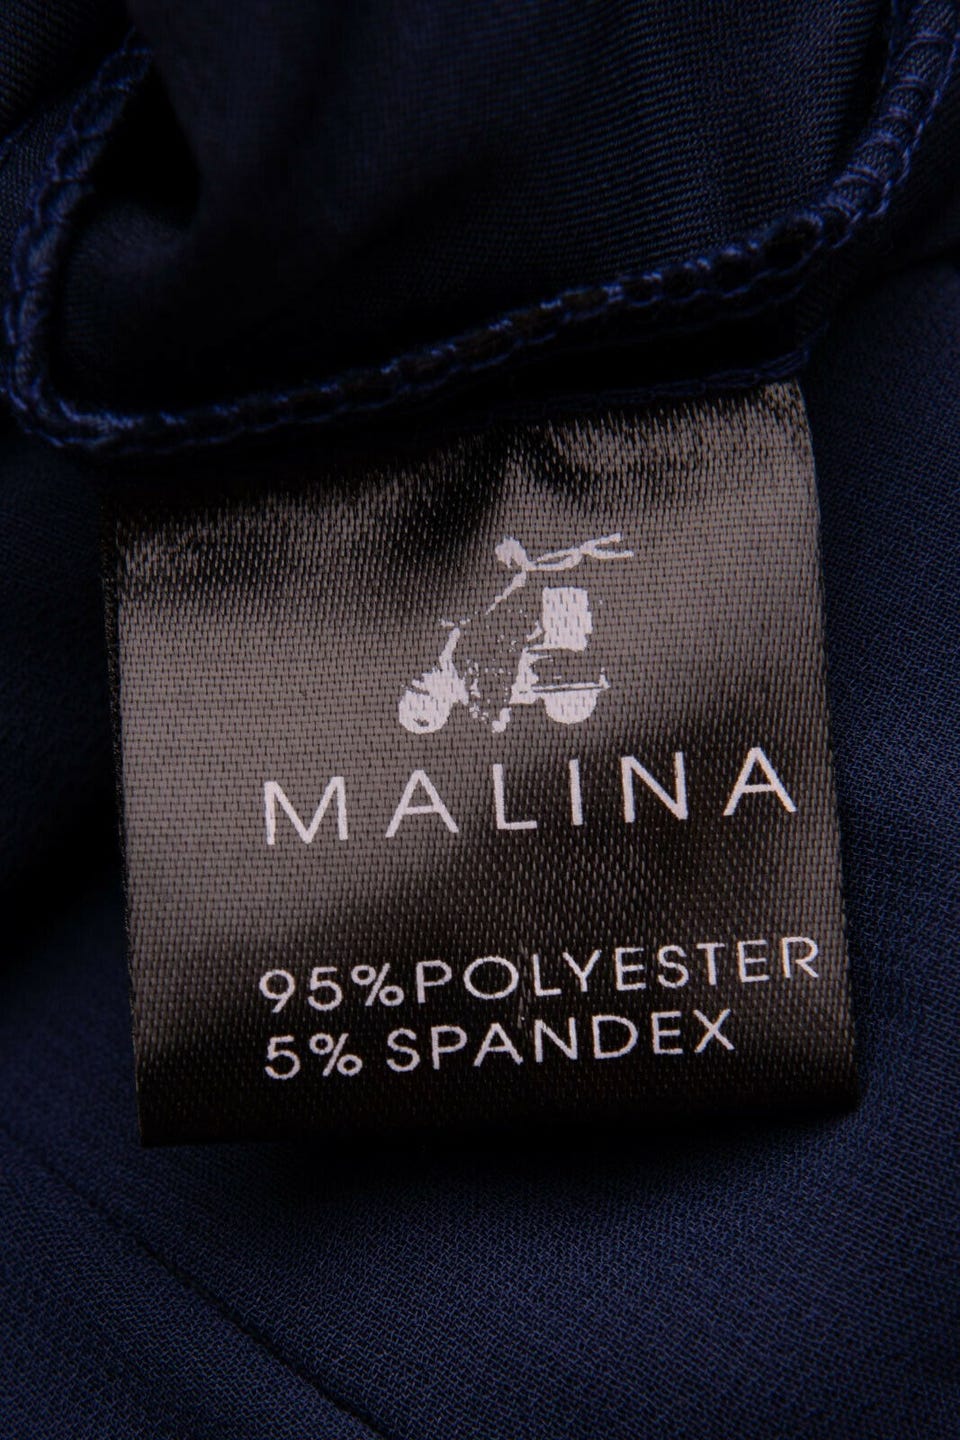 MALINA
95%POLYESTER
5% SPANDEX